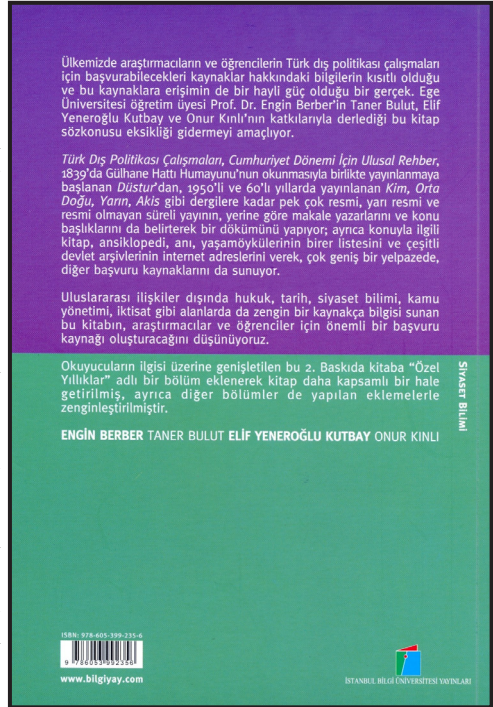 Ülkemizde araştırmacıların ve öğrencilerin Türk dış politikası çalışmaları
için başvurabilecekleri kaynaklar hakkındaki bilgilerin kısıtlı olduğu
ve bu kaynaklara erişimin de bir hayli güç olduğu bir gerçek. Ege
Üniversitesi öğretim üyesi Prof. Dr. Engin Berber'in Taner Bulut, Elif
Yeneroğlu Kutbay ve Onur Kınlı'nın katkılarıyla derlediği bu kitap
sözkonusu eksikliği gidermeyi amaçlıyor.
Türk Dış Politikası Çalışmaları, Cumhuriyet Dönemi İçin Ulusal Rehber,
1839'da Gülhane Hattı Humayunu'nun okunmasıyla birlikte yayınlanmaya
başlanan Düstur'dan, 1950'li ve 60'lı yıllarda yayınlanan Kim, Orta
Doğu, Yarın, Akis gibi dergilere kadar pek çok resmi, yarı resmi ve
resmi olmayan süreli yayının, yerine göre makale yazarlarını ve konu
başlıklarını da belirterek bir dökümünü yapıyor; ayrıca konuyla ilgili
kitap, ansiklopedi, anı, yaşamöykülerinin birer listesini ve çeşitli
devlet arşivlerinin internet adreslerini verek, çok geniş bir yelpazede,
diğer başvuru kaynaklarını da sunuyor.
Uluslararası ilişkiler dışında hukuk, tarih, siyaset bilimi, kamu
yönetimi, iktisat gibi alanlarda da zengin bir kaynakça bilgisi sunan
bu kitabın, araştırmacılar ve öğrenciler için önemli bir başvuru
kaynağı oluşturacağını düşünüyoruz.
Okuyucuların ilgisi üzerine genişletilen bu 2. Baskıda kitaba “Özel
Yıllıklar” adlı bir bölüm eklenerek kitap daha kapsamlı bir hale
getirilmiş, ayrıca diğer bölümler de yapılan eklemelerle
zenginleştirilmiştir.
ENGİN BERBER TANER BULUT ELİF YENEROĞLU KUTBAY ONUR KINLI
SİYASET BİLİMİ
ISBN: 978-605-399-235-6
9 786053 992356
www.bilgiyay.com
İSTANBUL BİLGİ ÜNİVERSİTESİ YAYINLARI